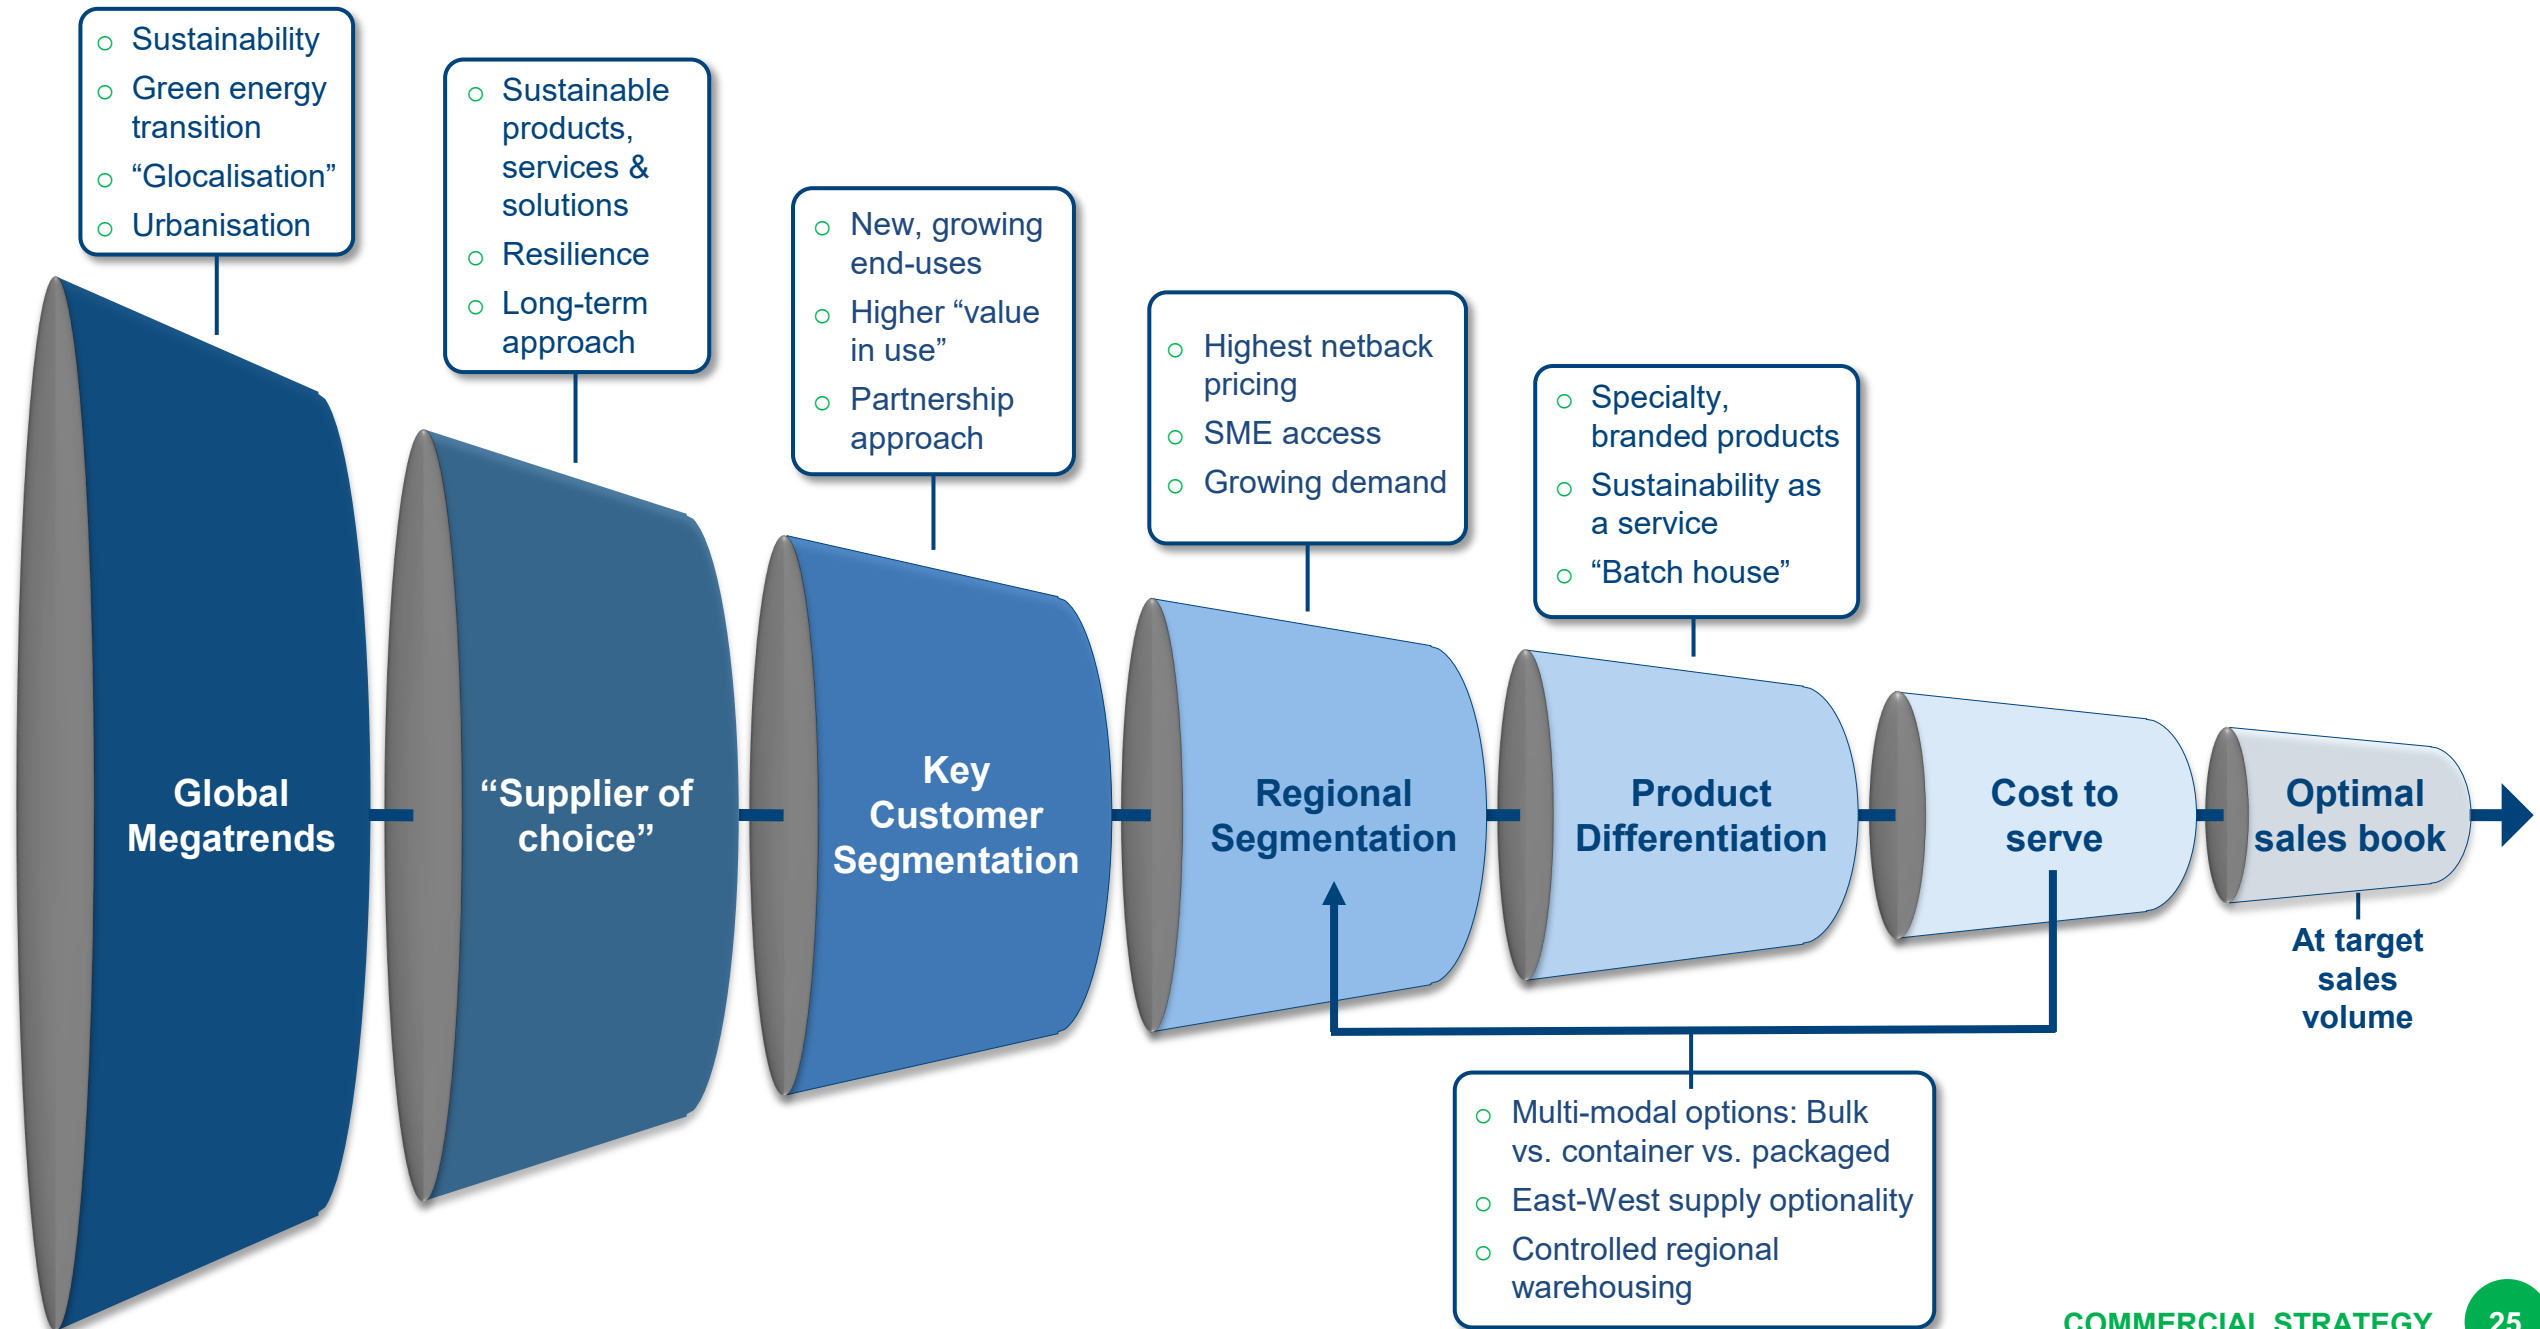 Sustainability
Green energy
transition
“Glocalisation”
Urbanisation
Sustainable
products,
services &
solutions
Resilience
Long-term
approach
New, growing
end-uses
Higher “value
in use”
Partnership
approach
Highest netback
pricing
SME access
Growing demand
Specialty,
branded products
Sustainability as
a service
“Batch house”
Global
Megatrends
“Supplier of
choice”
Key
Customer
Segmentation
Regional
Segmentation
Product
Differentiation
Cost to
serve
Optimal
sales book
At target
sales
volume
Multi-modal options: Bulk
vs. container vs. packaged
East-West supply optionality
Controlled regional
warehousing
COMMERCIAL STRATEGY
25